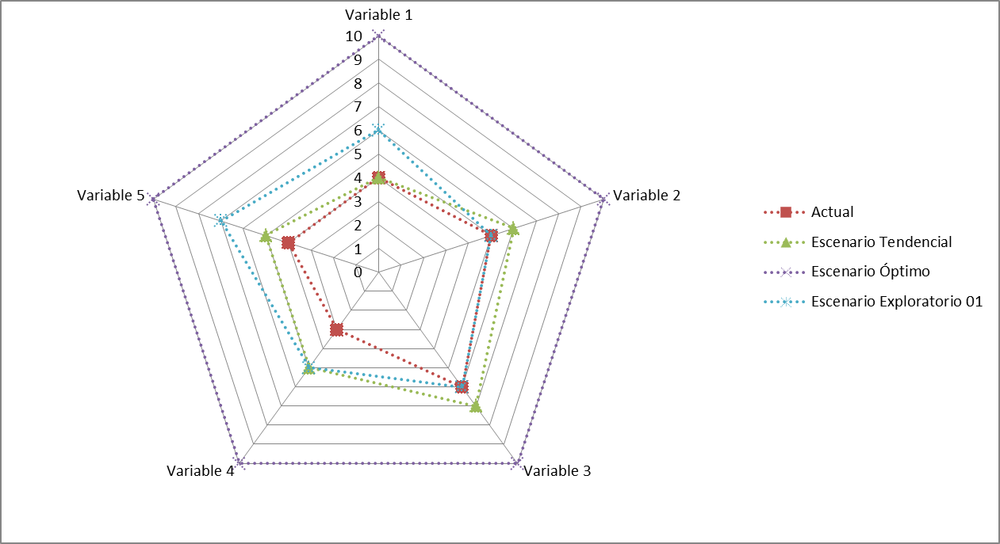 Variable 1
10
9
8
7
6
5
4
3
2
1
0
Variable 5
Variable 2
Variable 4
Variable 3
Actual
Escenario Tendencial
Escenario Óptimo
Escenario Exploratorio 01